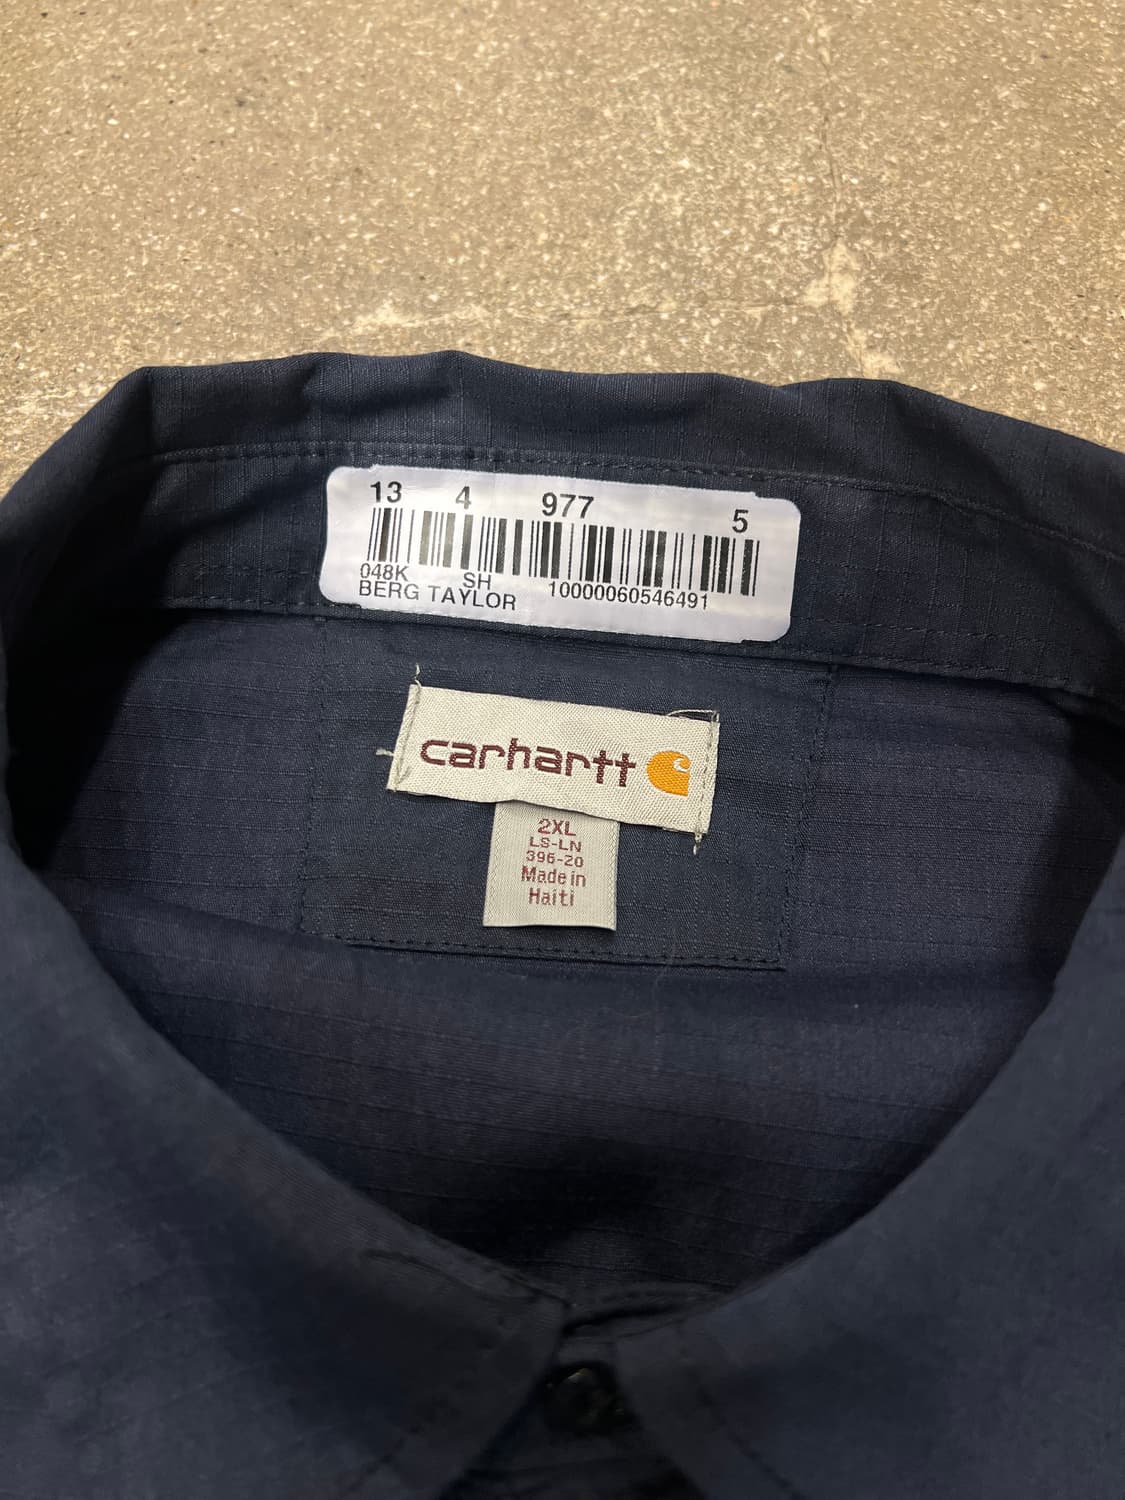 13 4 977 5
048K SH
BERG TAYLOR 10000060546491
carhartt
2XL
LS-LN
396-20
Made in
Haiti